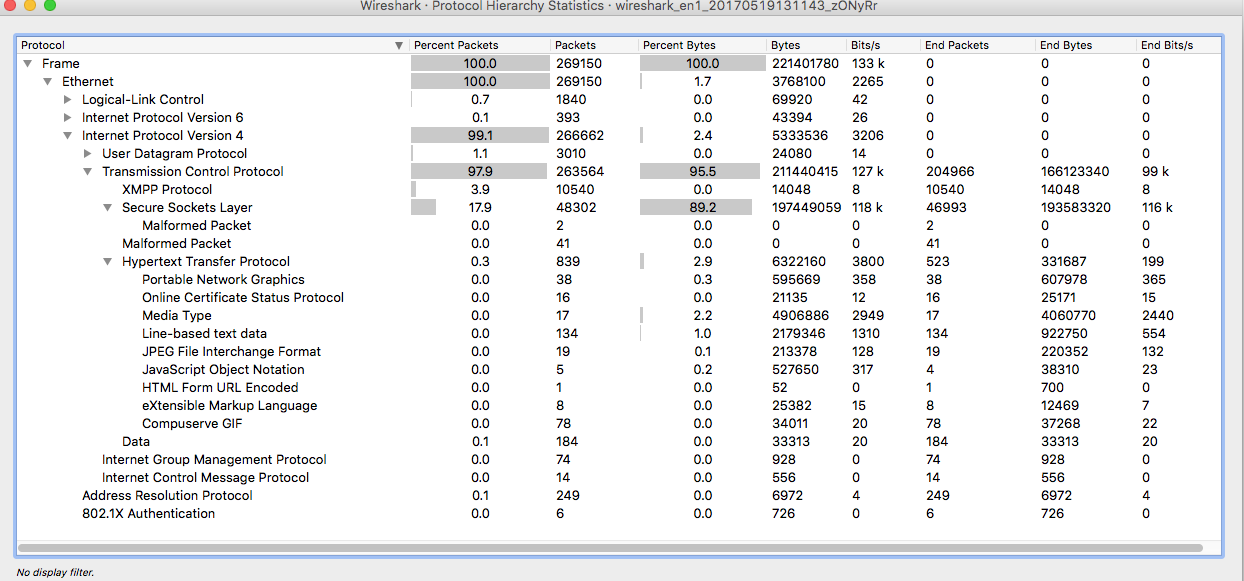 Wireshark · Protocol Hierarchy Statistics · wireshark_en1_20170519131143_zONyRr
Protocol Percent Packets Packets Percent Bytes Bytes Bits/s End Packets End Bytes End Bits/s
Frame 100.0 269150 100.0 221401780 133 k 0 0 0
Ethernet 100.0 269150 1.7 3768100 2265 0 0 0
Logical-Link Control 0.7 1840 0.0 69920 42 0 0 0
Internet Protocol Version 6 0.1 393 0.0 43394 26 0 0 0
Internet Protocol Version 4 99.1 266662 2.4 5333536 3206 0 0 0
User Datagram Protocol 1.1 3010 0.0 24080 14 0 0 0
Transmission Control Protocol 97.9 263564 95.5 211440415 127 k 204966 166123340 99 k
XMPP Protocol 3.9 10540 0.0 14048 8 10540 14048 8
Secure Sockets Layer 17.9 48302 89.2 197449059 118 k 46993 193583320 116 k
Malformed Packet 0.0 2 0.0 0 0 2 0 0
Malformed Packet 0.0 41 0.0 0 0 41 0 0
Hypertext Transfer Protocol 0.3 839 2.9 6322160 3800 523 331687 199
Portable Network Graphics 0.0 38 0.3 595669 358 38 607978 365
Online Certificate Status Protocol 0.0 16 0.0 21135 12 16 25171 15
Media Type 0.0 17 2.2 4906886 2949 17 4060770 2440
Line-based text data 0.0 134 1.0 2179346 1310 134 922750 554
JPEG File Interchange Format 0.0 19 0.1 213378 128 19 220352 132
JavaScript Object Notation 0.0 5 0.2 527650 317 4 38310 23
HTML Form URL Encoded 0.0 1 0.0 52 0 1 700 0
eXtensible Markup Language 0.0 8 0.0 25382 15 8 12469 7
Compuserve GIF 0.0 78 0.0 34011 20 78 37268 22
Data 0.1 184 0.0 33313 20 184 33313 20
Internet Group Management Protocol 0.0 74 0.0 928 0 74 928 0
Internet Control Message Protocol 0.0 14 0.0 556 0 14 556 0
Address Resolution Protocol 0.1 249 0.0 6972 4 249 6972 4
802.1X Authentication 0.0 6 0.0 726 0 6 726 0
No display filter.